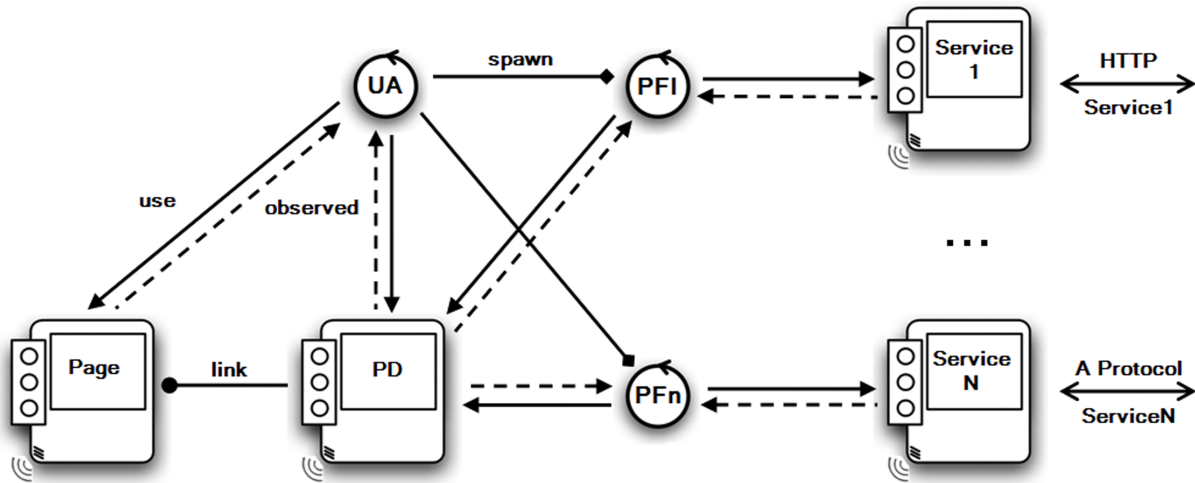 UA
spawn
PFI
Service
1
HTTP
Service1
use
observed
...
Page
link
PD
PFn
Service
N
A Protocol
ServiceN